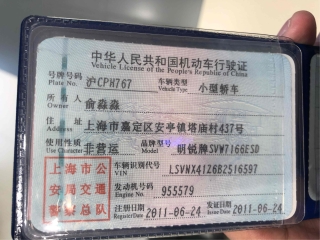 中华人民共和国机动车行驶证
Vehicle License of the People's Republic of China
号牌号码 沪CPH767 车辆类型 小型轿车
Plate No. Vehicle Type
所有人 俞淼淼
Owner
住址 上海市嘉定区安亭镇塔庙村437号
Address
使用性质 非营运 品牌型号 明锐牌SVW7166ESD
Use Character
上海市公安局交通警察总队
车辆识别代号 LSVNX41Z6B2516597
VIN
发动机号码 955579
Engine No.
注册日期 2011-06-24 发证日期 2011-06-24
Register Date Issue Date